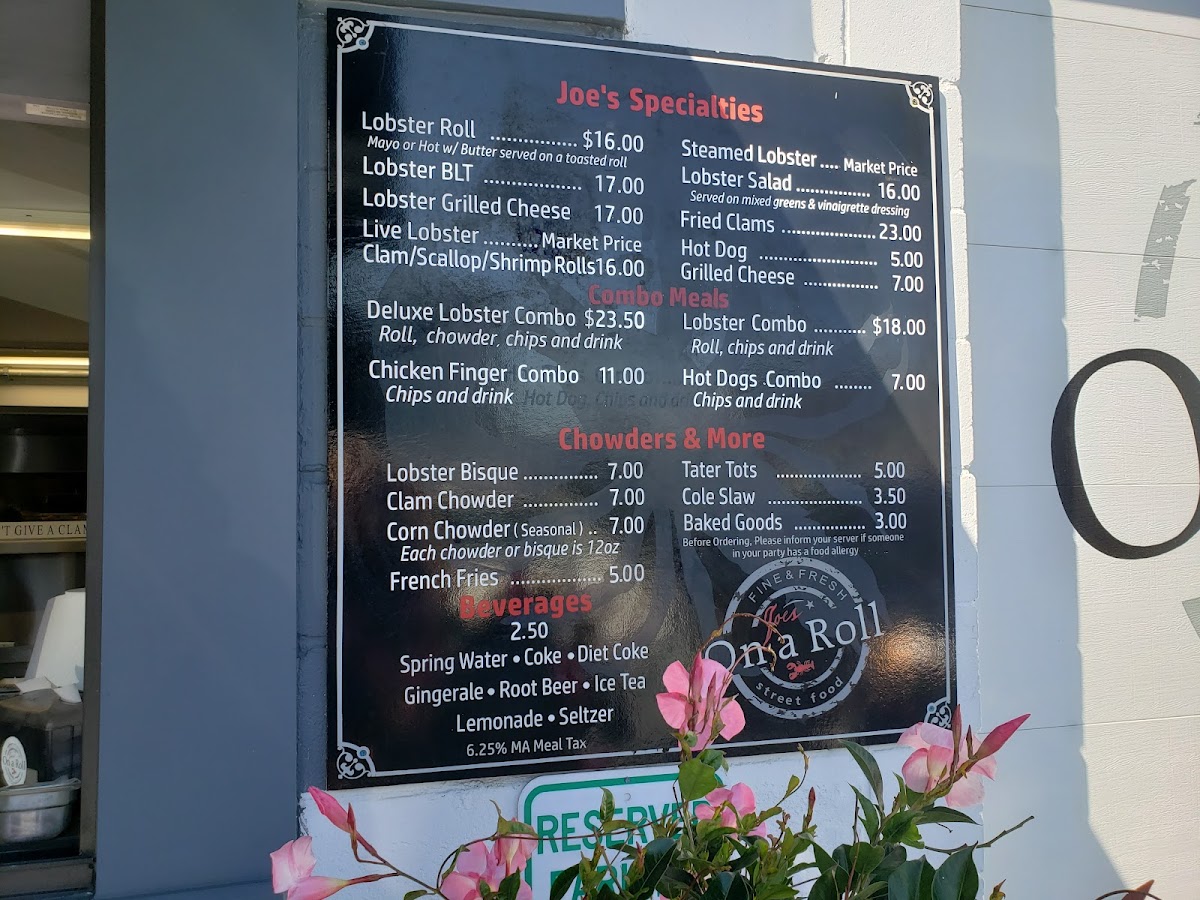 Joe's Specialties
Lobster Roll ................ $16.00
Mayo or Hot w/ Butter served on a toasted roll
Lobster BLT .................. 17.00
Lobster Grilled Cheese 17.00
Live Lobster .......... Market Price
Clam/Scallop/Shrimp Rolls16.00
Steamed Lobster .... Market Price
Lobster Salad ................ 16.00
Served on mixed greens & vinaigrette dressing
Fried Clams ....................23.00
Hot Dog ......................... 5.00
Grilled Cheese ................ 7.00
Combo Meals
Deluxe Lobster Combo $23.50
Roll, chowder, chips and drink
Chicken Finger Combo 11.00
Chips and drink
Hot Dog, Chips and
Lobster Combo ........... $18.00
Roll, chips and drink
Hot Dogs Combo ........ 7.00
Chips and drink
Chowders & More
Lobster Bisque ................ 7.00
Clam Chowder ................ 7.00
Corn Chowder ( Seasonal ) .. 7.00
Each chowder or bisque is 12oz
French Fries .................. 5.00
Tater Tots .................. 5.00
Cole Slaw .................... 3.50
Baked Goods ............... 3.00
Before Ordering, Please inform your server if someone
in your party has a food allergy
Beverages
2.50
Spring Water • Coke • Diet Coke
Gingerale • Root Beer • Ice Tea
Lemonade • Seltzer
6.25% MA Meal Tax
FINE & FRESH
Joe's
On a Roll
street food
'T GIVE A CLAM
On a Roll
O
RESERVED